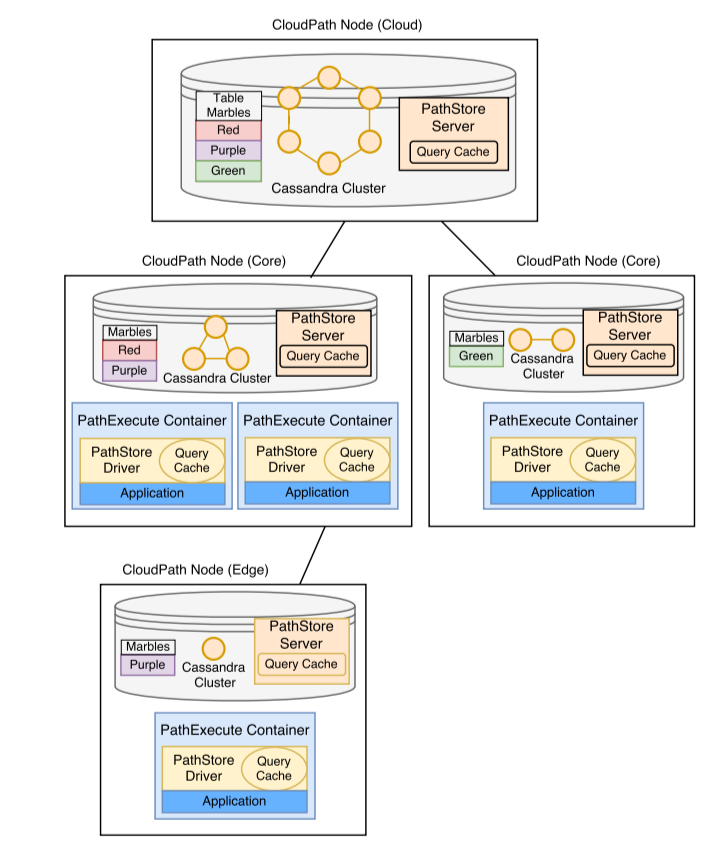 CloudPath Node (Cloud)
Table
Marbles
Red
Purple
Green
Cassandra Cluster
PathStore
Server
Query Cache
CloudPath Node (Core)
Marbles
Red
Purple
Cassandra Cluster
PathStore
Server
Query Cache
PathExecute Container
PathStore
Driver
Query
Cache
Application
PathExecute Container
PathStore
Driver
Query
Cache
Application
CloudPath Node (Core)
Marbles
Green
Cassandra
Cluster
PathStore
Server
Query Cache
PathExecute Container
PathStore
Driver
Query
Cache
Application
CloudPath Node (Edge)
Marbles
Purple
Cassandra
Cluster
PathStore
Server
Query Cache
PathExecute Container
PathStore
Driver
Query
Cache
Application